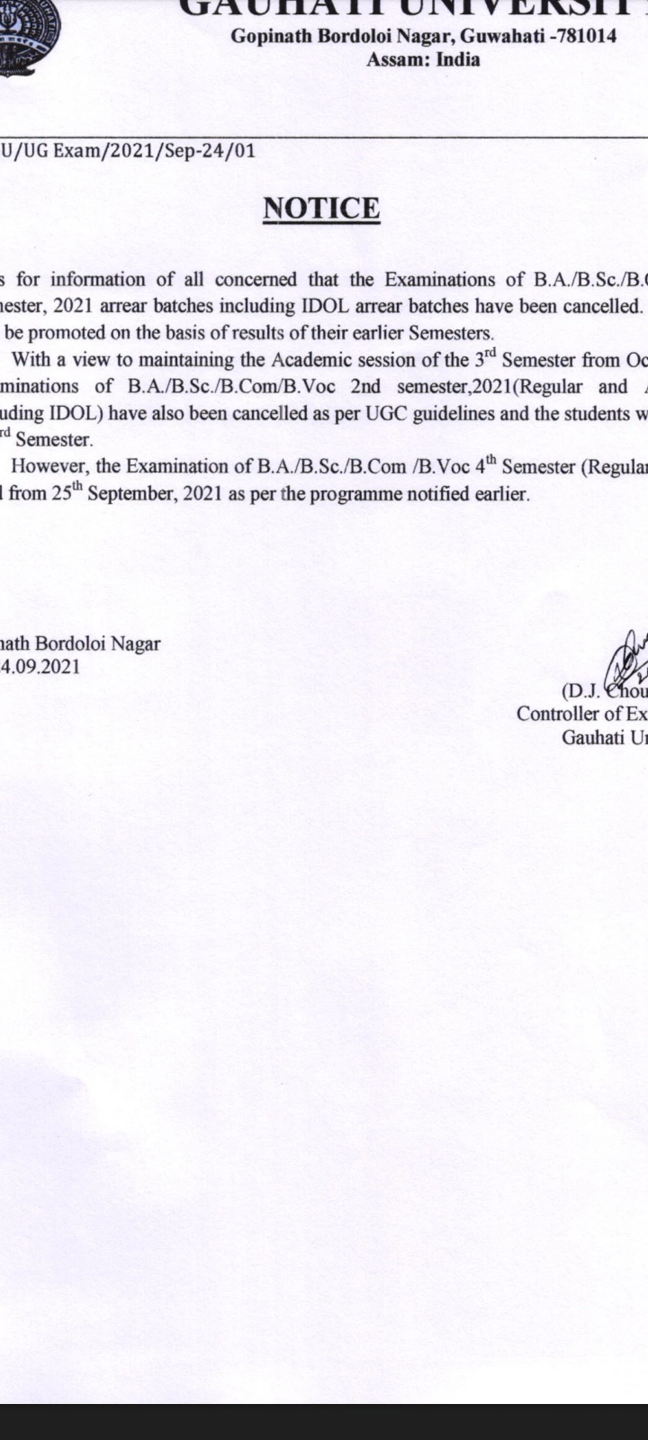 GAUHATI UNIVERSIT
Gopinath Bordoloi Nagar, Guwahati -781014
Assam: India
U/UG Exam/2021/Sep-24/01
NOTICE
s for information of all concerned that the Examinations of B.A./B.Sc./B.C
nester, 2021 arrear batches including IDOL arrear batches have been cancelled.
be promoted on the basis of results of their earlier Semesters.
With a view to maintaining the Academic session of the 3rd Semester from Oc
minations of B.A./B.Sc./B.Com/B.Voc 2nd semester,2021(Regular and A
uding IDOL) have also been cancelled as per UGC guidelines and the students w
rd Semester.
However, the Examination of B.A./B.Sc./B.Com /B.Voc 4th Semester (Regular
l from 25th September, 2021 as per the programme notified earlier.
nath Bordoloi Nagar
4.09.2021
(D.J. Chou
Controller of Ex
Gauhati Un